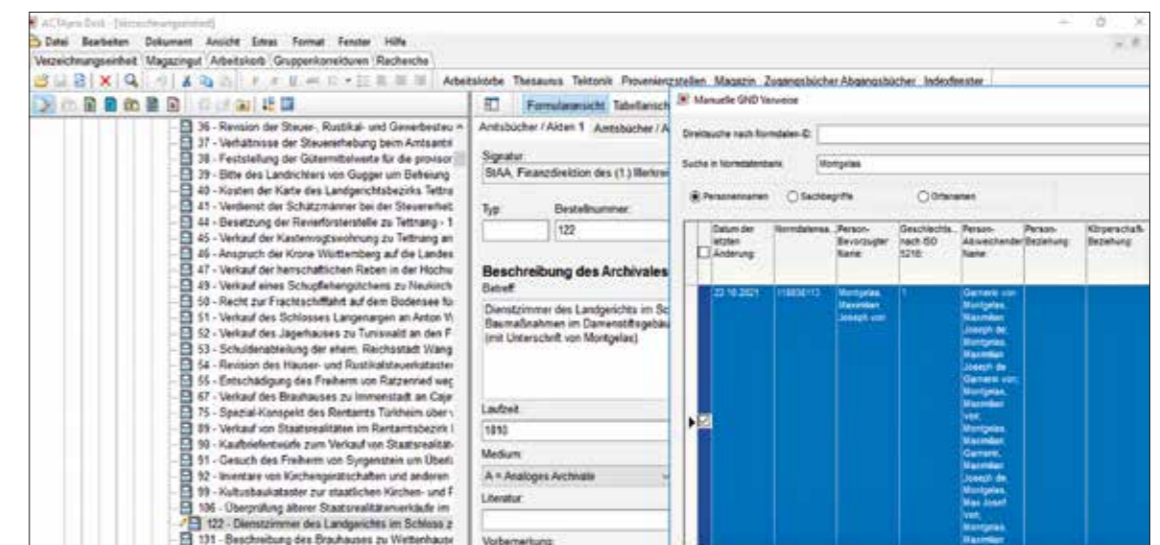 ACTApro Desk - [Verzeichnungseinheit]
Datei Bearbeiten Dokument Ansicht Extras Format Fenster Hilfe
Verzeichnungseinheit Magazingut Arbeitskorb Gruppenkorrekturen Recherche
Arbeitskörbe Thesaurus Tektonik Provenienzstellen Magazin Zugangsbücher Abgangsbücher Indexfenster
36 - Revision der Steuer-, Rustikal- und Gewerbesteu
37 - Verhältnisse der Steuererhebung beim Amtsantri
38 - Feststellung der Gütermittelwerte für die provisor
39 - Bitte des Landrichters von Gugger um Befreiung
40 - Kosten der Karte des Landgerichtsbezirks Tettna
41 - Verdienst der Schätzmänner bei der Steuererhet
44 - Besetzung der Revierförsterstelle zu Tettnang - 1
45 - Verkauf der Kastenvogtswohnung zu Tettnang an
46 - Anspruch der Krone Württemberg auf die Landes
47 - Verkauf der herrschaftlichen Reben in der Hochw
49 - Verkauf eines Schupflehengütchens zu Neukirch
50 - Recht zur Frachtschiffahrt auf dem Bodensee fü
51 - Verkauf des Schlosses Langenargen an Anton V
52 - Verkauf des Jägerhauses zu Tuniswald an den F
53 - Schuldenabteilung der ehem. Reichsstadt Wang
54 - Revision des Häuser- und Rustikalsteuerkataster
55 - Entschädigung des Freiherrn von Ratzenried weg
67 - Verkauf des Brauhauses zu Immenstadt an Caje
75 - Spezial-Konspekt des Rentamts Türkheim über v
89 - Verkauf von Staatsrealitäten im Rentamtsbezirk I
90 - Kaufbriefentwürfe zum Verkauf von Staatsrealität
91 - Gesuch des Freiherrn von Syrgenstein um Überla
92 - Inventare von Kirchengerätschaften und anderen
99 - Kultusbaukataster zur staatlichen Kirchen- und F
106 - Überprüfung älterer Staatsrealitätenverkäufe im
122 - Dienstzimmer des Landgerichts im Schloss z
131 - Beschreibung des Brauhauses zu Wettenhause
Formularansicht Tabellansch
Amtsbücher / Akten 1 Amtsbücher / A
Signatur:
StAA, Finanzdirektion des (1.) Illerkrei
Typ: Bestellnummer:
122
Beschreibung des Archivales
Betreff:
Dienstzimmer des Landgerichts im Sc
Baumaßnahmen im Damenstiftsgebäu
(mit Unterschrift von Montgelas)
Laufzeit:
1810
Medium:
A = Analoges Archivale
Literatur:
Vorbemerkung:
Manuelle GND Verweise
Direktsuche nach Normdaten-ID:
Suche in Normdatenbank: Montgelas
Personennamen Sachbegriffe Ortsnamen
Datum der letzten Änderung:
Normdatensa...
Person- Bevorzugter Name:
Geschlechts... nach ISO 5218:
Person- Abweichender Name:
Person- Beziehung:
Körperschaft- Beziehung:
23.10.2021
1
Montgelas, Maximilian Joseph von
Garnerin von
Montgelas,
Maximilian
Joseph de;
Montgelas,
Maximilian
Joseph de
Garnerin von;
Montgelas,
Maximilian
von;
Montgelas,
Maximilian
Garnerin,
Maximilian
Joseph de
Montgelas,
Max Josef
von;
Montgelas,
Maximilian